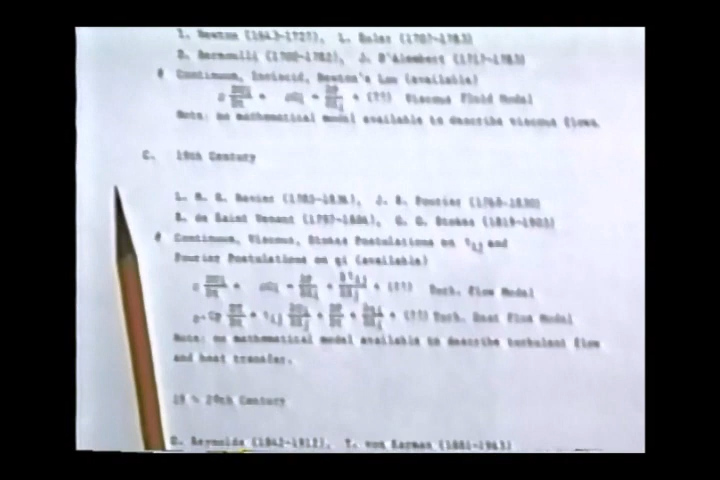 I. Newton (1643-1727), L. Euler (1707-1783)
D. Bernoulli (1700-1782), J. D'Alembert (1717-1783)
# Continuum, Inviscid, Newton's Law (available)
+ (??) Viscous Fluid Model
Note: no mathematical model available to describe viscous flows.
C. 19th Century
L. M. H. Navier (1785-1836), J. B. Fourier (1768-1830)
B. de Saint Venant (1797-1886), G. G. Stokes (1819-1903)
# Continuum, Viscous, Stokes Postulations on τij and
Fourier Postulations on qi (available)
+ (??) Turb. Flow Model
+ (??) Turb. Heat Flux Model
Note: no mathematical model available to describe turbulent flow
and heat transfer.
19 ~ 20th Century
O. Reynolds (1842-1912), T. von Karman (1881-1963)